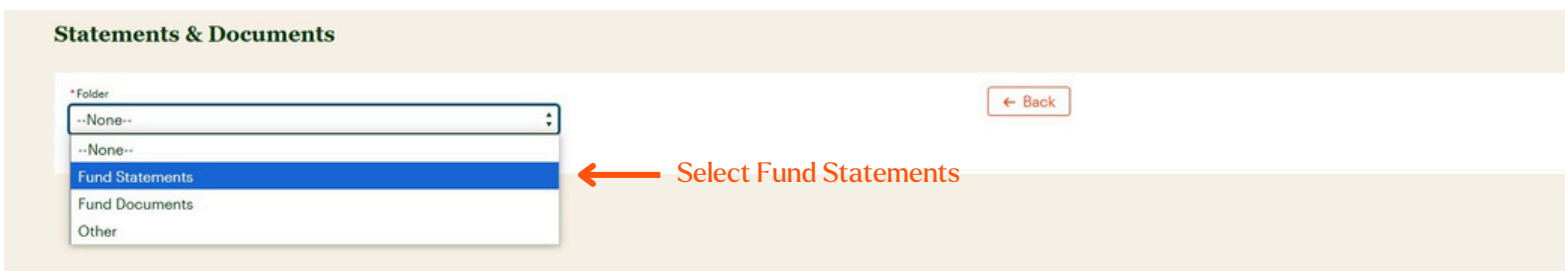 Statements & Documents
*Folder
--None--
← Back
--None--
Fund Statements
Select Fund Statements
Fund Documents
Other